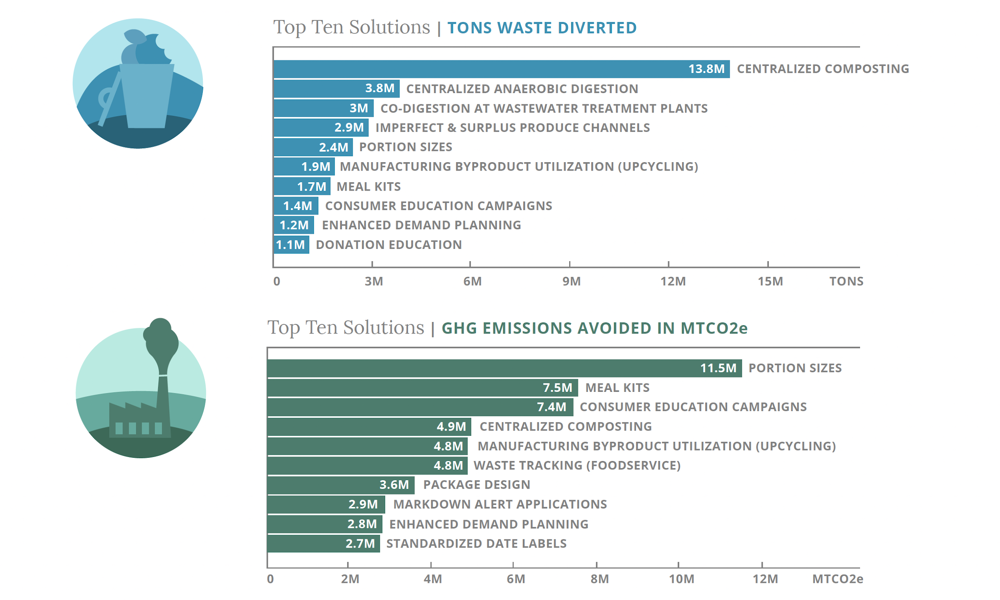 Top Ten Solutions | TONS WASTE DIVERTED
13.8M CENTRALIZED COMPOSTING
3.8M CENTRALIZED ANAEROBIC DIGESTION
3M CO-DIGESTION AT WASTEWATER TREATMENT PLANTS
2.9M IMPERFECT & SURPLUS PRODUCE CHANNELS
2.4M PORTION SIZES
1.9M MANUFACTURING BYPRODUCT UTILIZATION (UPCYCLING)
1.7M MEAL KITS
1.4M CONSUMER EDUCATION CAMPAIGNS
1.2M ENHANCED DEMAND PLANNING
1.1M DONATION EDUCATION
0 3M 6M 9M 12M 15M TONS
Top Ten Solutions | GHG EMISSIONS AVOIDED IN MTCO2e
11.5M PORTION SIZES
7.5M MEAL KITS
7.4M CONSUMER EDUCATION CAMPAIGNS
4.9M CENTRALIZED COMPOSTING
4.8M MANUFACTURING BYPRODUCT UTILIZATION (UPCYCLING)
4.8M WASTE TRACKING (FOODSERVICE)
3.6M PACKAGE DESIGN
2.9M MARKDOWN ALERT APPLICATIONS
2.8M ENHANCED DEMAND PLANNING
2.7M STANDARDIZED DATE LABELS
0 2M 4M 6M 8M 10M 12M MTCO2e